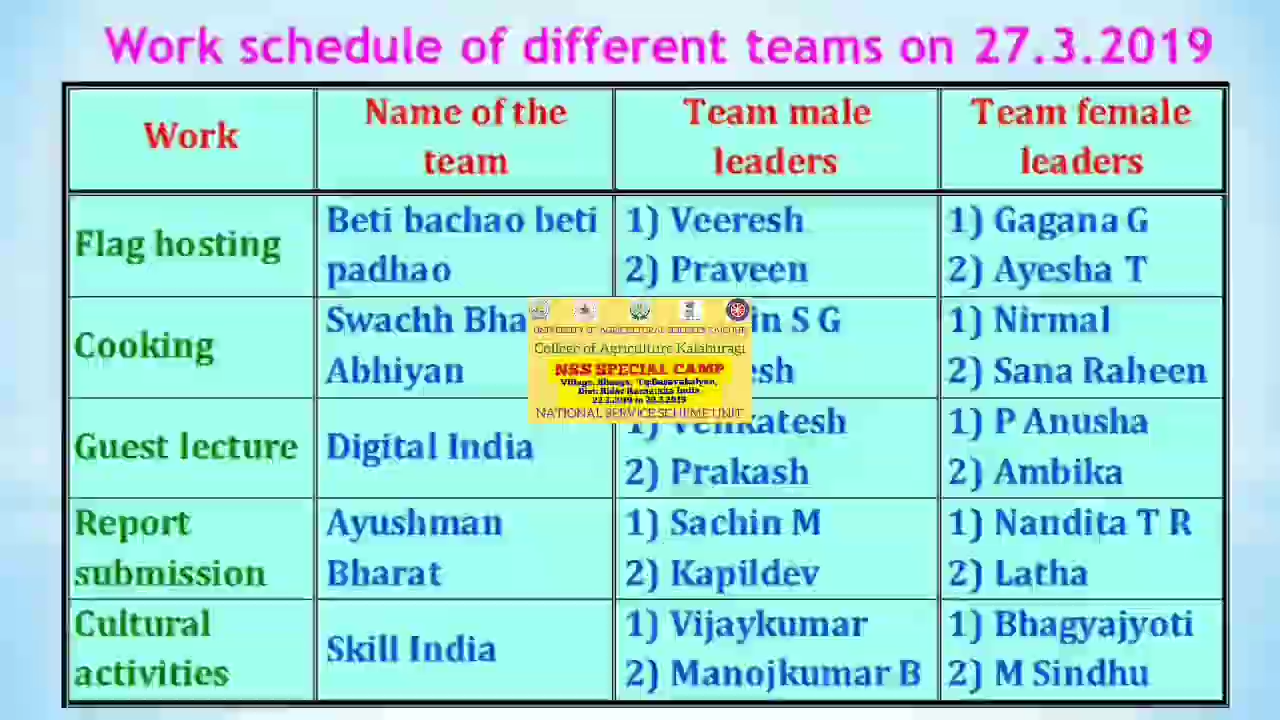 Work schedule of different teams on 27.3.2019
Work
Name of the team
Team male leaders
Team female leaders
Flag hosting
Beti bachao beti padhao
1) Veeresh
2) Praveen
1) Gagana G
2) Ayesha T
Cooking
Swachh Bha
Abhiyan
in S G
esh
1) Nirmal
2) Sana Raheen
Guest lecture
Digital India
1) Venkatesh
2) Prakash
1) P Anusha
2) Ambika
Report submission
Ayushman Bharat
1) Sachin M
2) Kapildev
1) Nandita T R
2) Latha
Cultural activities
Skill India
1) Vijaykumar
2) Manojkumar B
1) Bhagyajyoti
2) M Sindhu
College of Agriculture Kalaburagi
NSS SPECIAL CAMP
NATIONAL SERVICE SCHEME UNIT